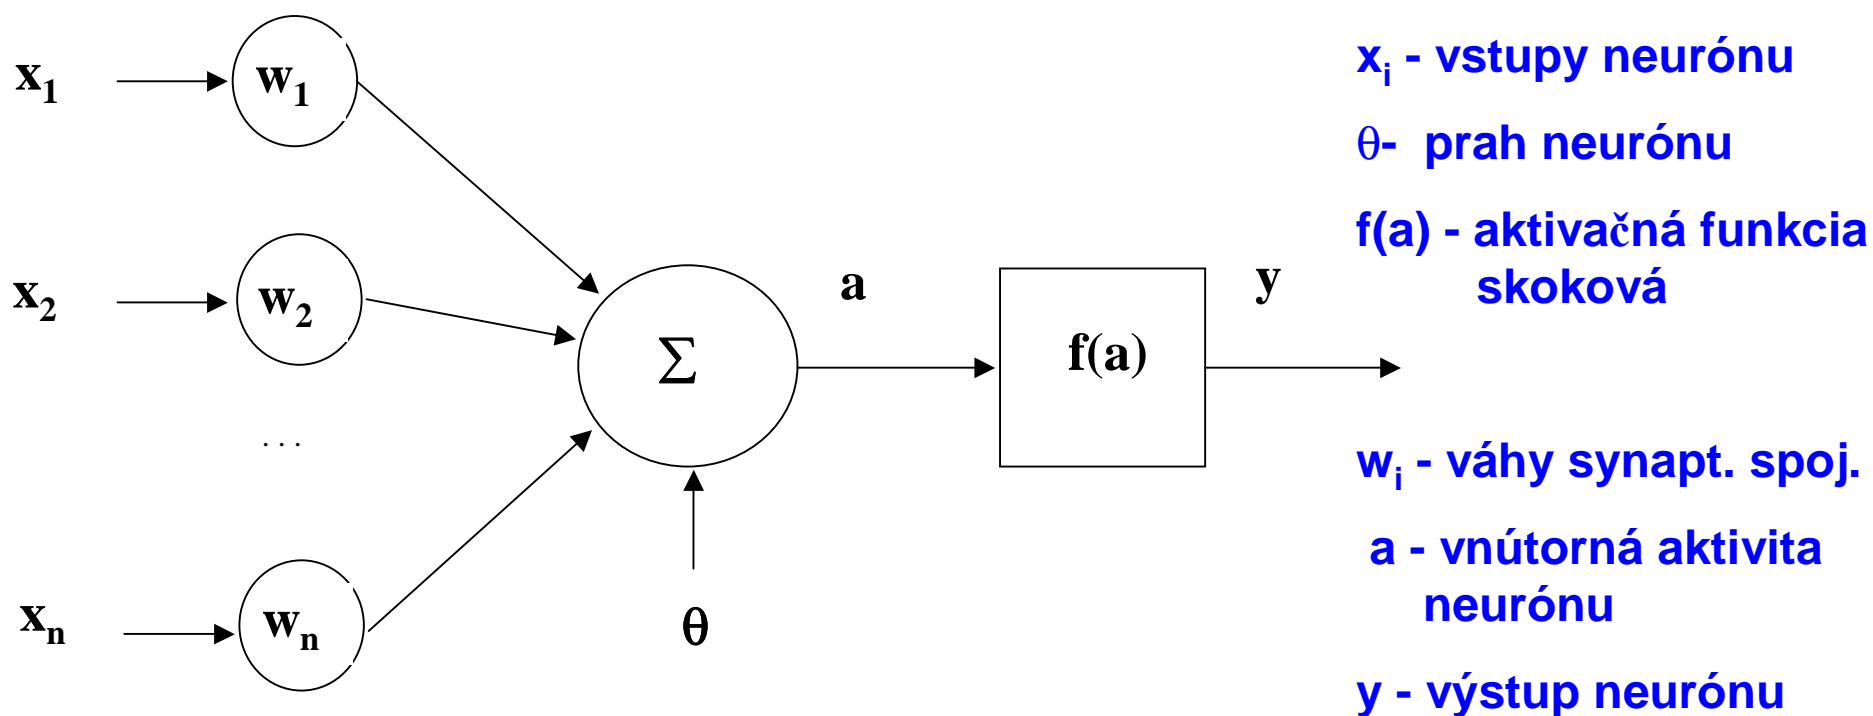 x₁
w₁
x₂
w₂
. . .
xₙ
wₙ
Σ
θ
a
f(a)
y
xᵢ - vstupy neurónu
θ- prah neurónu
f(a) - aktivačná funkcia
skoková
wᵢ - váhy synapt. spoj.
a - vnútorná aktivita
neurónu
y - výstup neurónu